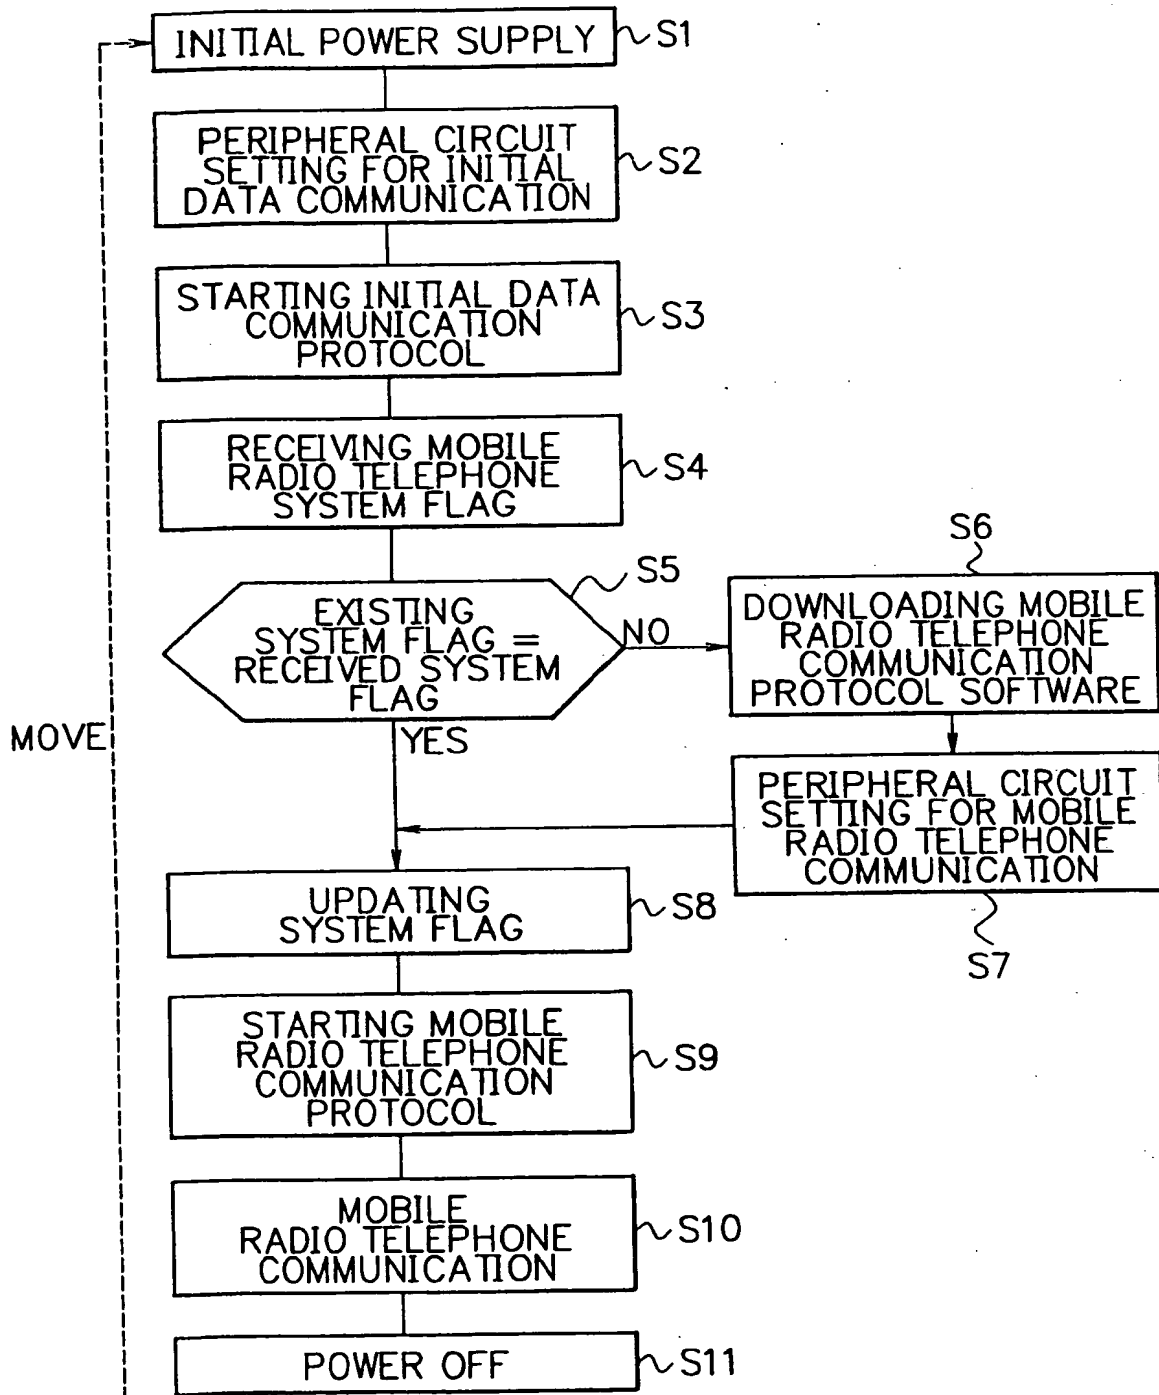 INITIAL POWER SUPPLY
S1
PERIPHERAL CIRCUIT
SETTING FOR INITIAL
DATA COMMUNICATION
S2
STARTING INITIAL DATA
COMMUNICATION
PROTOCOL
S3
RECEIVING MOBILE
RADIO TELEPHONE
SYSTEM FLAG
S4
EXISTING
SYSTEM FLAG =
RECEIVED SYSTEM
FLAG
S5
NO
YES
S6
DOWNLOADING MOBILE
RADIO TELEPHONE
COMMUNICATION
PROTOCOL SOFTWARE
MOVE
PERIPHERAL CIRCUIT
SETTING FOR MOBILE
RADIO TELEPHONE
COMMUNICATION
S7
UPDATING
SYSTEM FLAG
S8
STARTING MOBILE
RADIO TELEPHONE
COMMUNICATION
PROTOCOL
S9
MOBILE
RADIO TELEPHONE
COMMUNICATION
S10
POWER OFF
S11